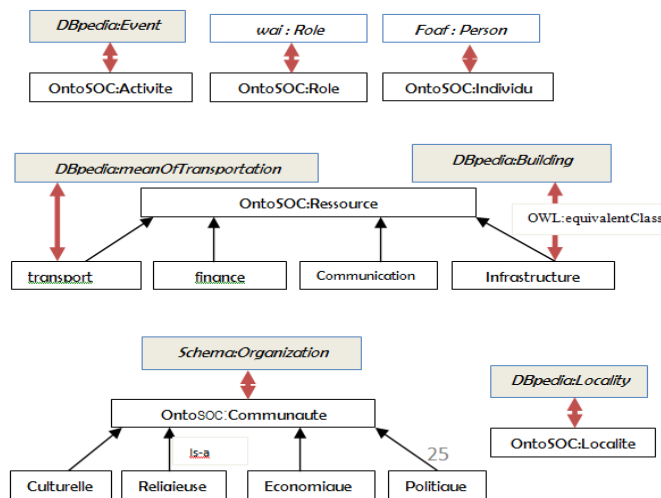 DBpedia:Event
wai : Role
Foaf : Person
OntoSOC:Activite
OntoSOC:Role
OntoSOC:Individu
DBpedia:meanOfTransportation
DBpedia:Building
OntoSOC:Ressource
OWL:equivalentClass
transport
finance
Communication
Infrastructure
Schema:Organization
DBpedia:Locality
OntoSOC:Communaute
OntoSOC:Localite
Is-a
25
Culturelle
Religieuse
Economique
Politique